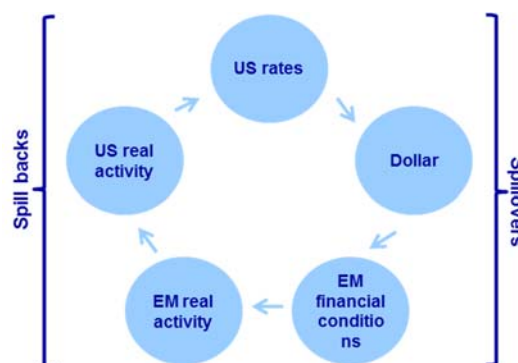 US rates
US real
activity
Dollar
EM real
activity
EM
financial
conditio
ns
Spill backs
Spillovers